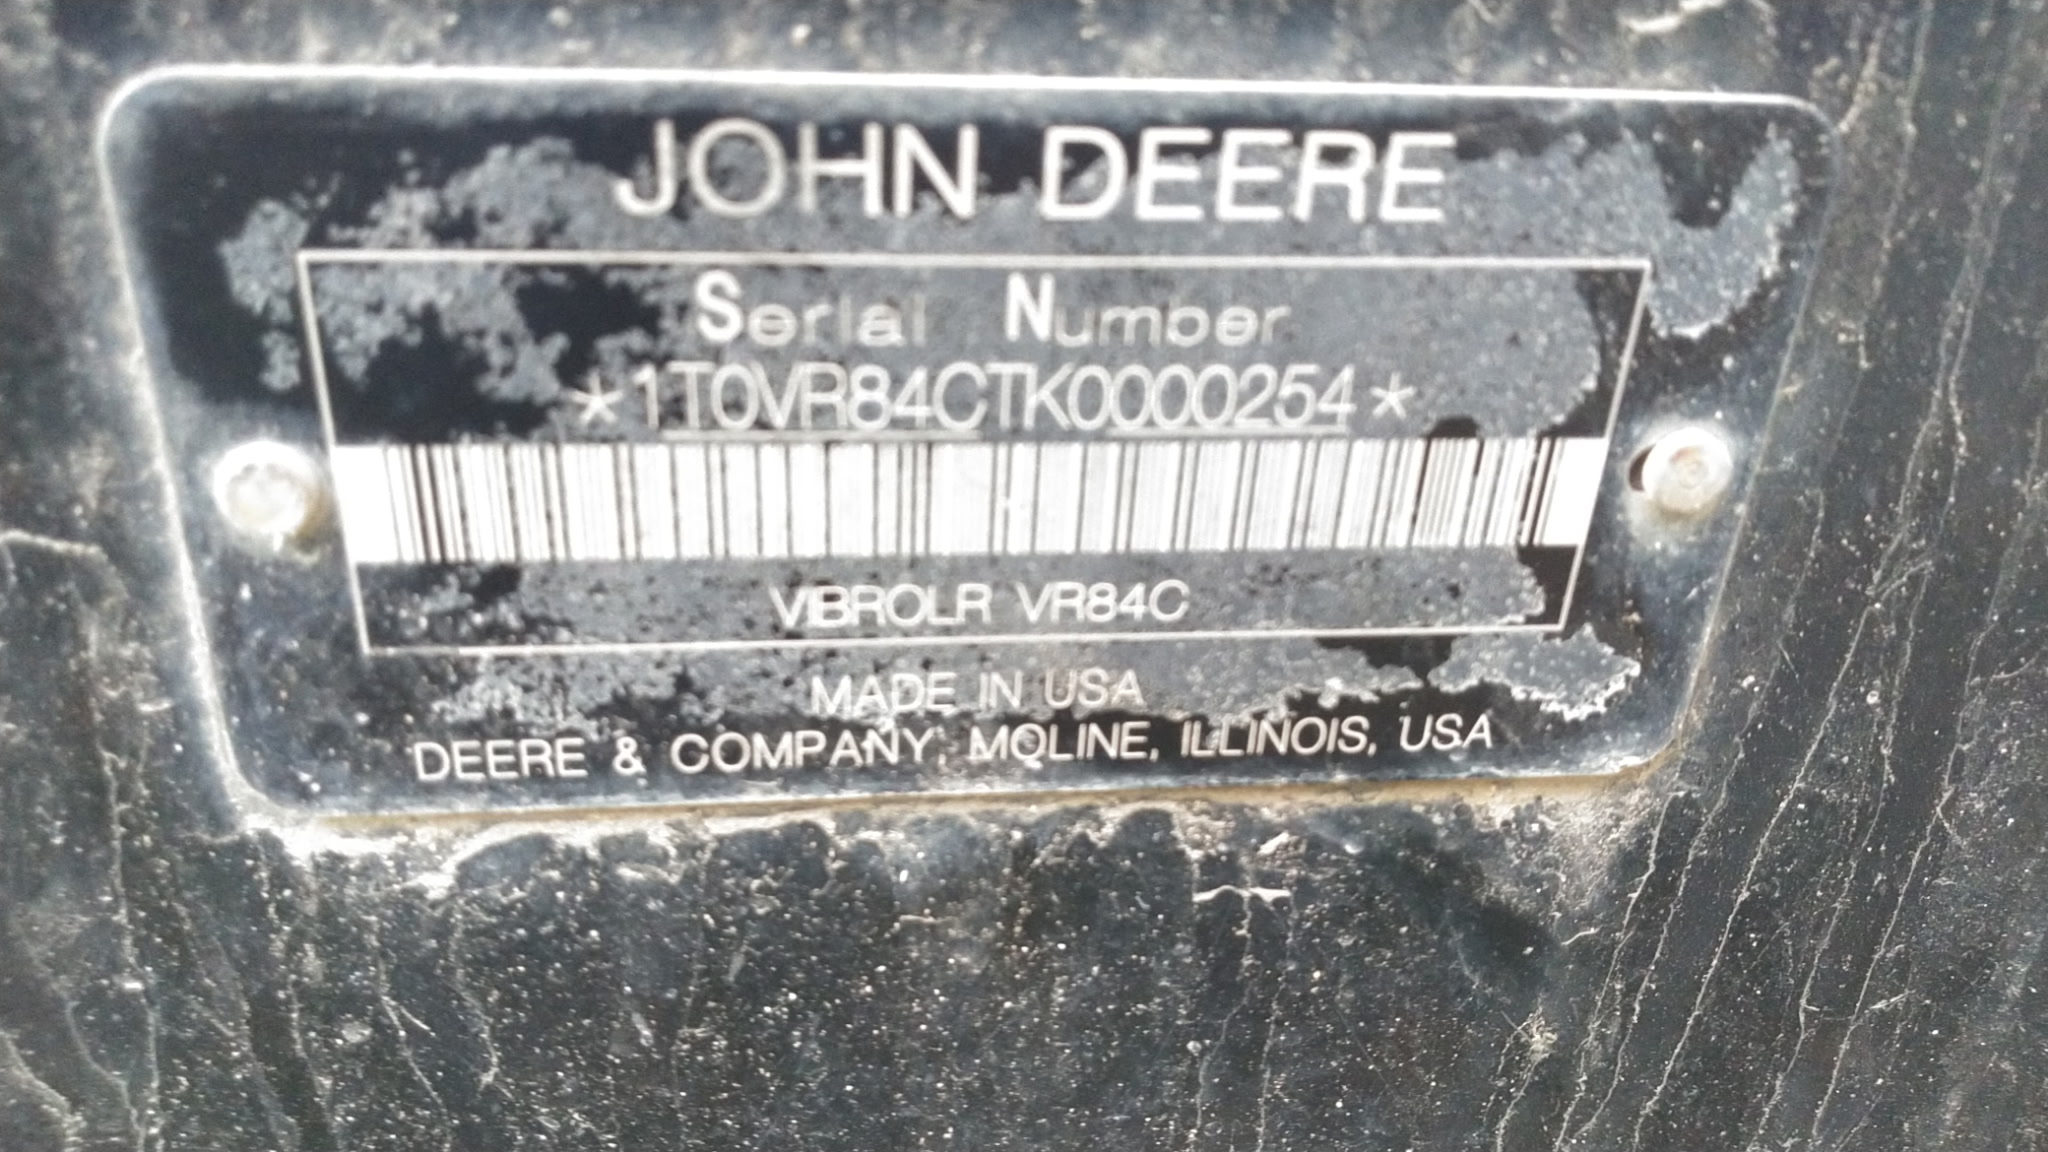 JOHN DEERE
Serial Number
*1T0VR84CTK0000254*
VIBROLR VR84C
MADE IN USA
DEERE & COMPANY, MOLINE, ILLINOIS, USA